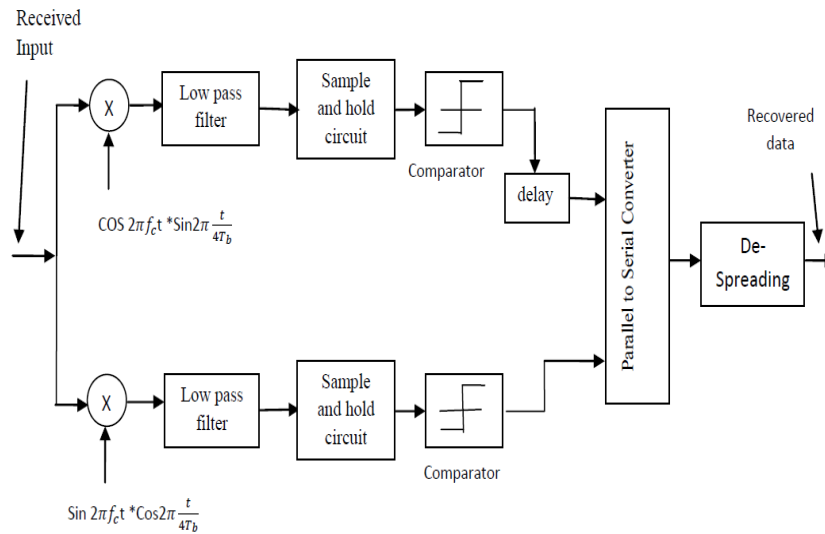 Received
Input
X
Low pass
filter
Sample
and hold
circuit
Comparator
delay
COS 2πf_ct *Sin2π t/4T_b
Parallel to Serial Converter
Recovered
data
De-
Spreading
X
Low pass
filter
Sample
and hold
circuit
Comparator
Sin 2πf_ct *Cos2π t/4T_b